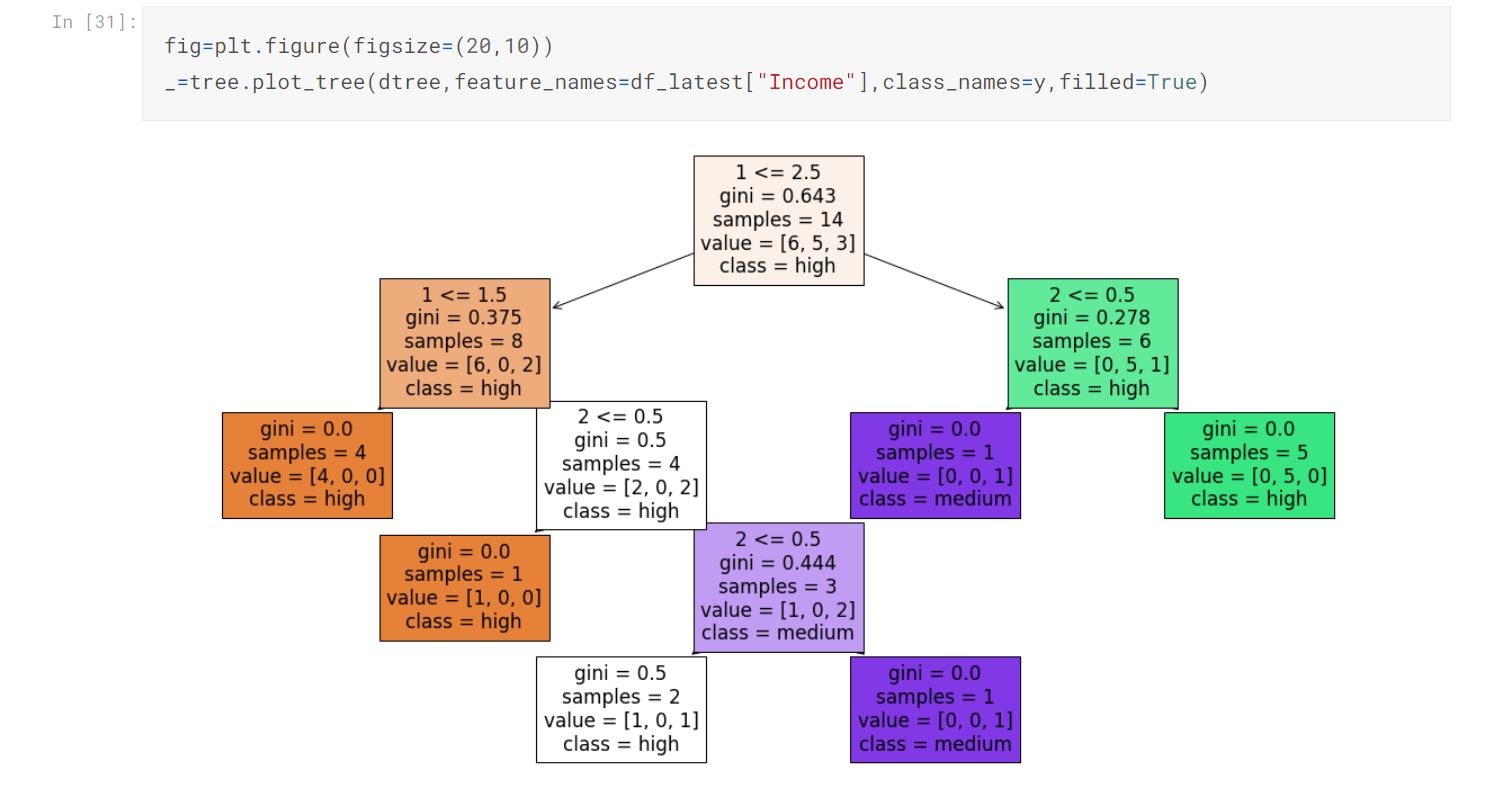 In [31]:
fig=plt.figure(figsize=(20,10))
_=tree.plot_tree(dtree,feature_names=df_latest["Income"],class_names=y,filled=True)
1 <= 2.5
gini = 0.643
samples = 14
value = [6, 5, 3]
class = high
1 <= 1.5
gini = 0.375
samples = 8
value = [6, 0, 2]
class = high
2 <= 0.5
gini = 0.278
samples = 6
value = [0, 5, 1]
class = high
gini = 0.0
samples = 4
value = [4, 0, 0]
class = high
2 <= 0.5
gini = 0.5
samples = 4
value = [2, 0, 2]
class = high
gini = 0.0
samples = 1
value = [0, 0, 1]
class = medium
gini = 0.0
samples = 5
value = [0, 5, 0]
class = high
gini = 0.0
samples = 1
value = [1, 0, 0]
class = high
2 <= 0.5
gini = 0.444
samples = 3
value = [1, 0, 2]
class = medium
gini = 0.5
samples = 2
value = [1, 0, 1]
class = high
gini = 0.0
samples = 1
value = [0, 0, 1]
class = medium